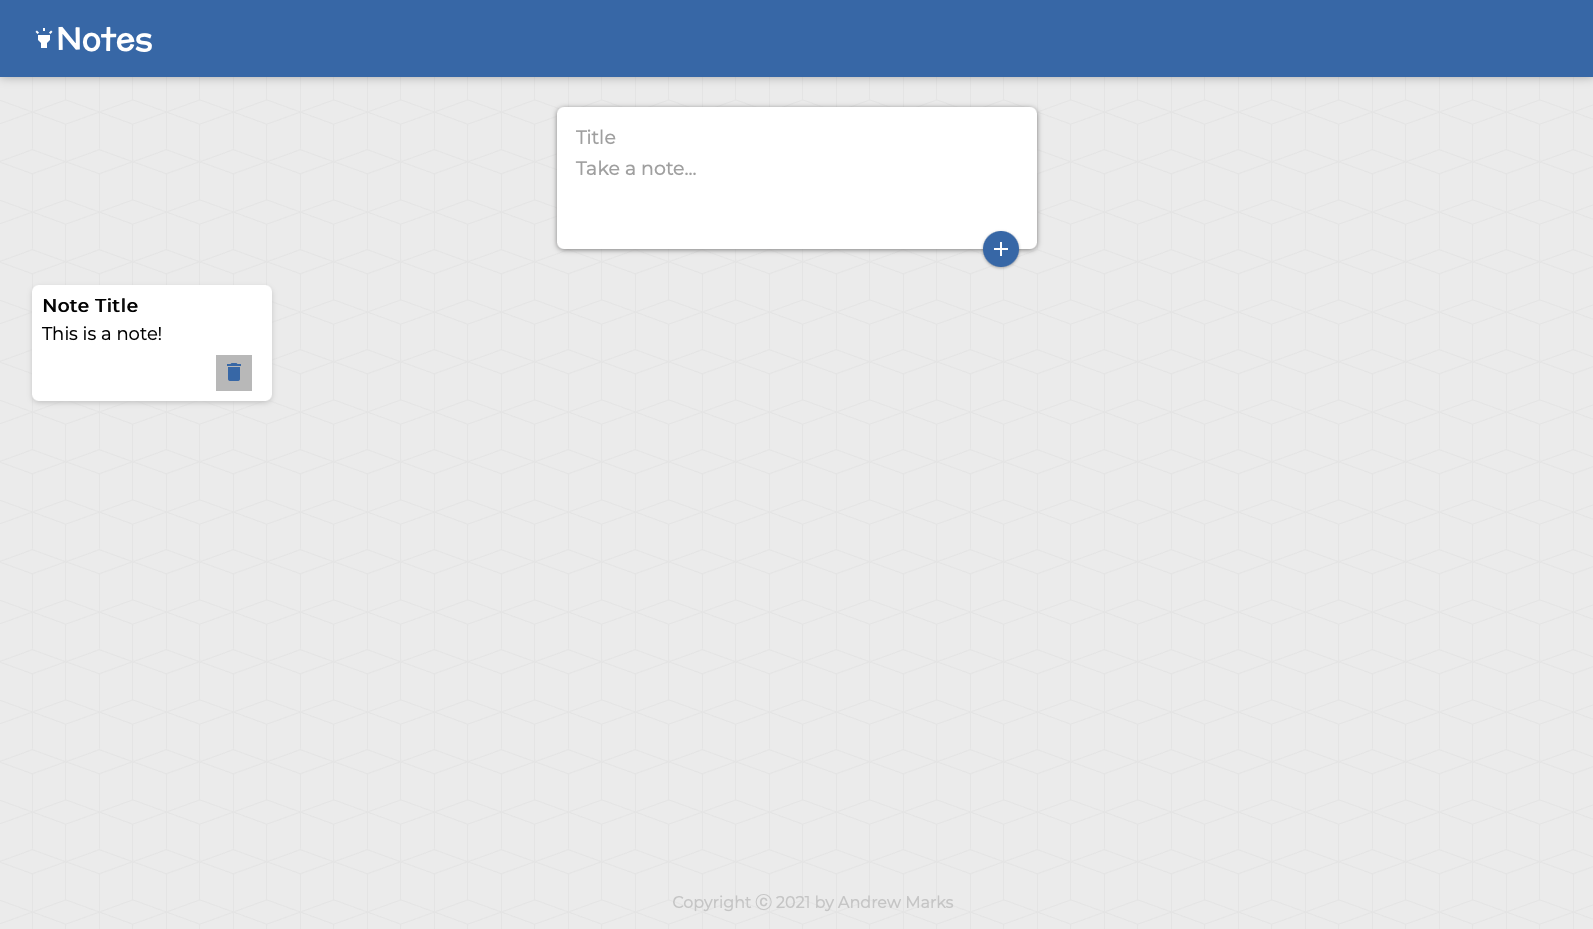 Notes
Title
Take a note...
Note Title
This is a note!
Copyright ⓒ 2021 by Andrew Marks